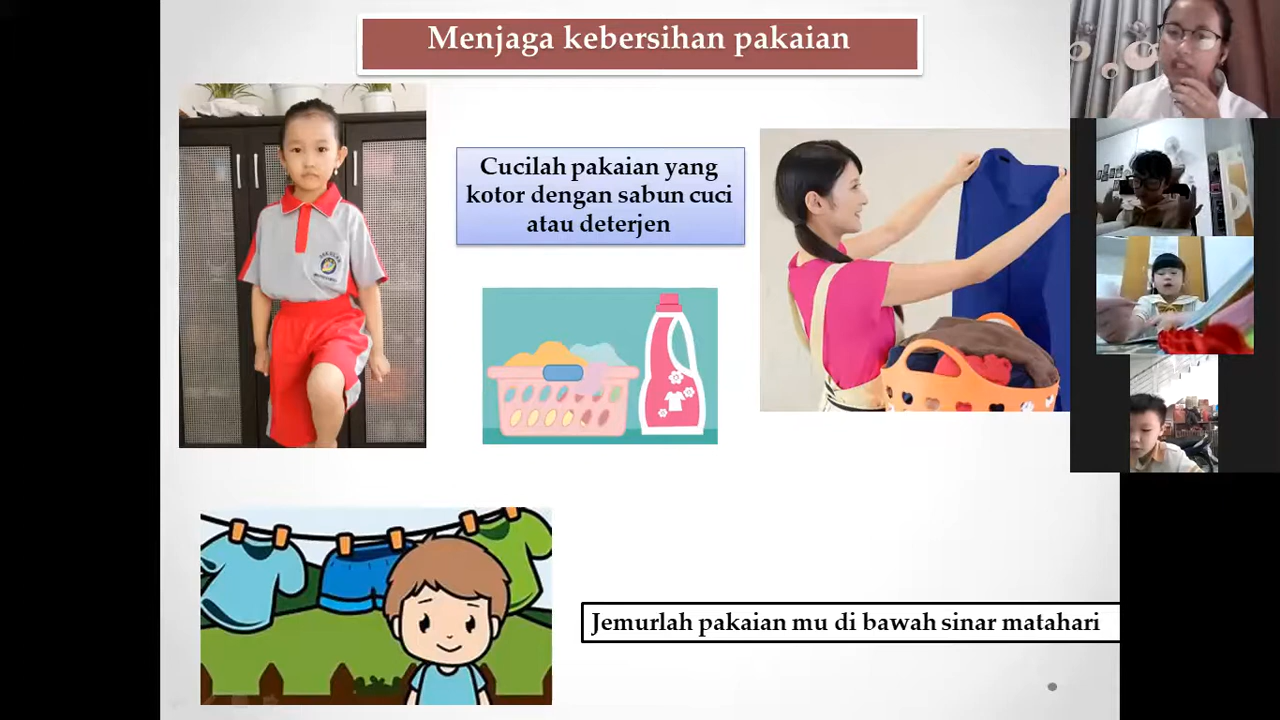 Menjaga kebersihan pakaian
Cucilah pakaian yang
kotor dengan sabun cuci
atau deterjen
Jemurlah pakaian mu di bawah sinar matahari